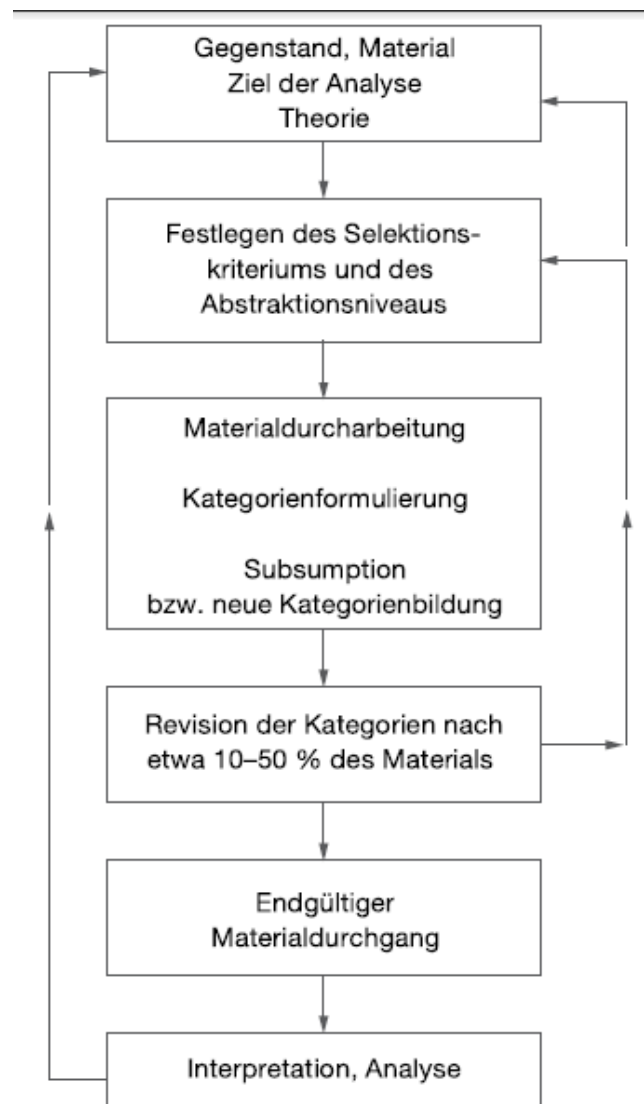 Gegenstand, Material
Ziel der Analyse
Theorie
Festlegen des Selektions-
kriteriums und des
Abstraktionsniveaus
Materialdurcharbeitung
Kategorienformulierung
Subsumption
bzw. neue Kategorienbildung
Revision der Kategorien nach
etwa 10–50 % des Materials
Endgültiger
Materialdurchgang
Interpretation, Analyse